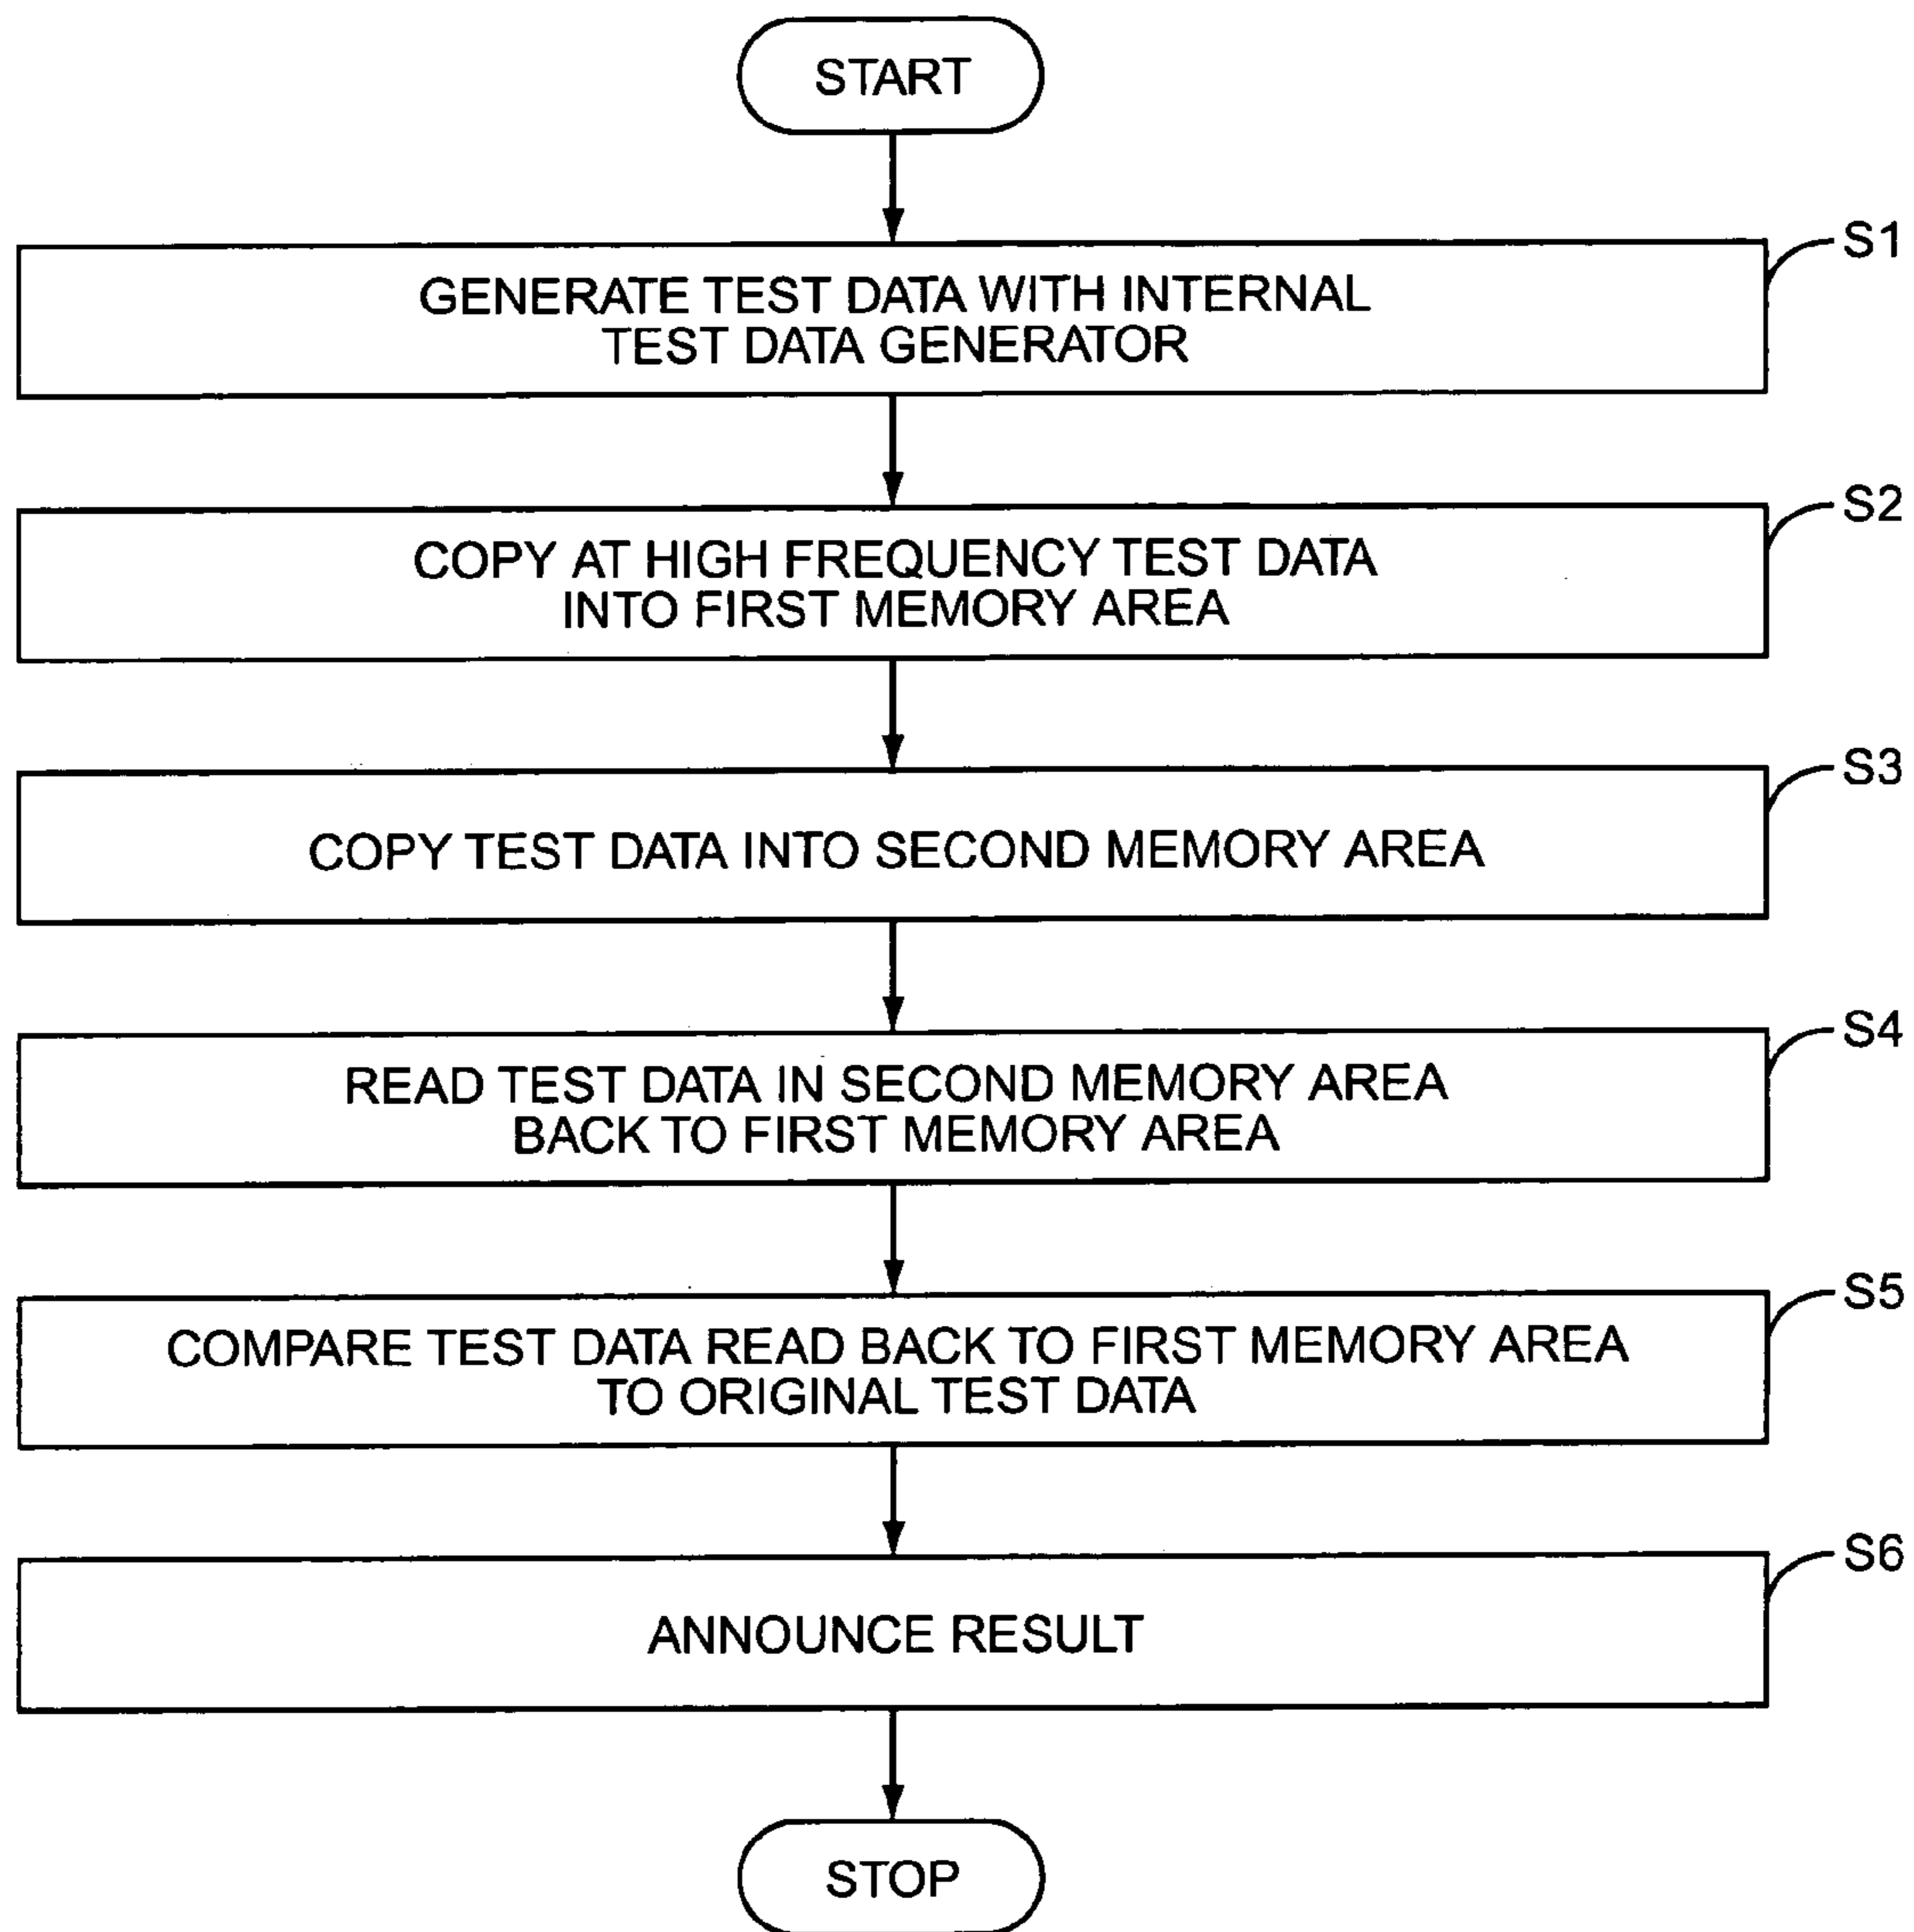 START
S1
GENERATE TEST DATA WITH INTERNAL
TEST DATA GENERATOR
S2
COPY AT HIGH FREQUENCY TEST DATA
INTO FIRST MEMORY AREA
S3
COPY TEST DATA INTO SECOND MEMORY AREA
S4
READ TEST DATA IN SECOND MEMORY AREA
BACK TO FIRST MEMORY AREA
S5
COMPARE TEST DATA READ BACK TO FIRST MEMORY AREA
TO ORIGINAL TEST DATA
S6
ANNOUNCE RESULT
STOP